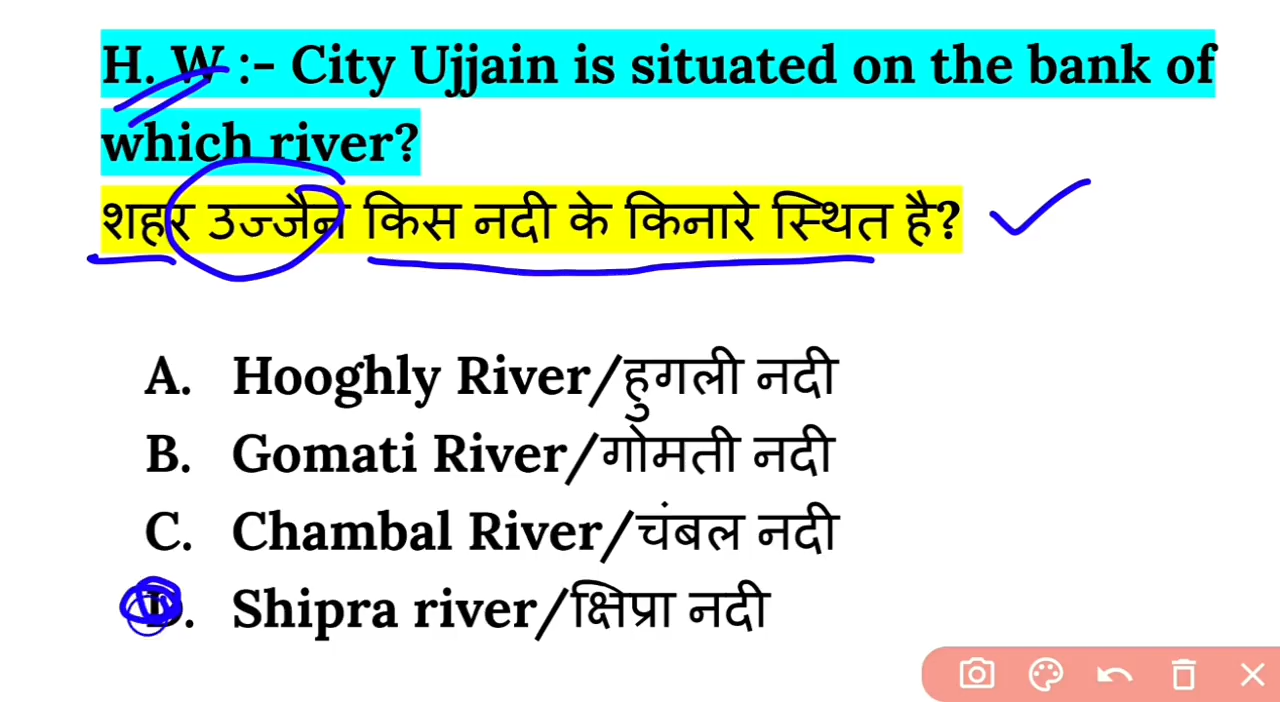 H. W :- City Ujjain is situated on the bank of
which river?
शहर उज्जैन किस नदी के किनारे स्थित है?
A. Hooghly River/हुगली नदी
B. Gomati River/गोमती नदी
C. Chambal River/चंबल नदी
D. Shipra river/क्षिप्रा नदी